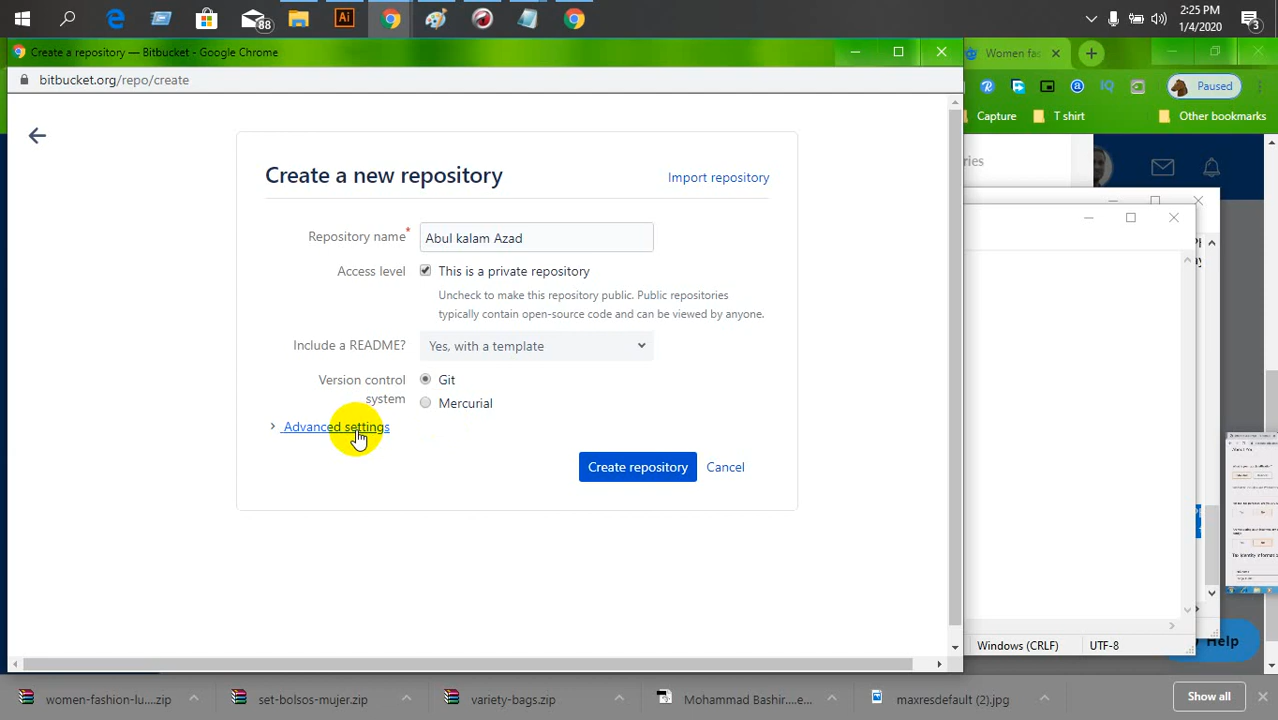 88
2:25 PM
1/4/2020
3
Create a repository — Bitbucket - Google Chrome
Women fas
bitbucket.org/repo/create
Paused
Capture
T shirt
Other bookmarks
Create a new repository
Import repository
Repository name*
Abul kalam Azad
Access level
This is a private repository
Uncheck to make this repository public. Public repositories
typically contain open-source code and can be viewed by anyone.
Include a README?
Yes, with a template
Version control
system
Git
Mercurial
Advanced settings
Create repository
Cancel
Windows (CRLF)
UTF-8
Help
women-fashion-lu....zip
set-bolsos-mujer.zip
variety-bags.zip
Mohammad Bashir....e...
maxresdefault (2).jpg
Show all